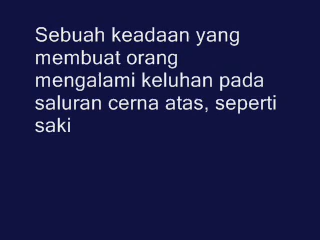 Sebuah keadaan yang
membuat orang
mengalami keluhan pada
saluran cerna atas, seperti
saki